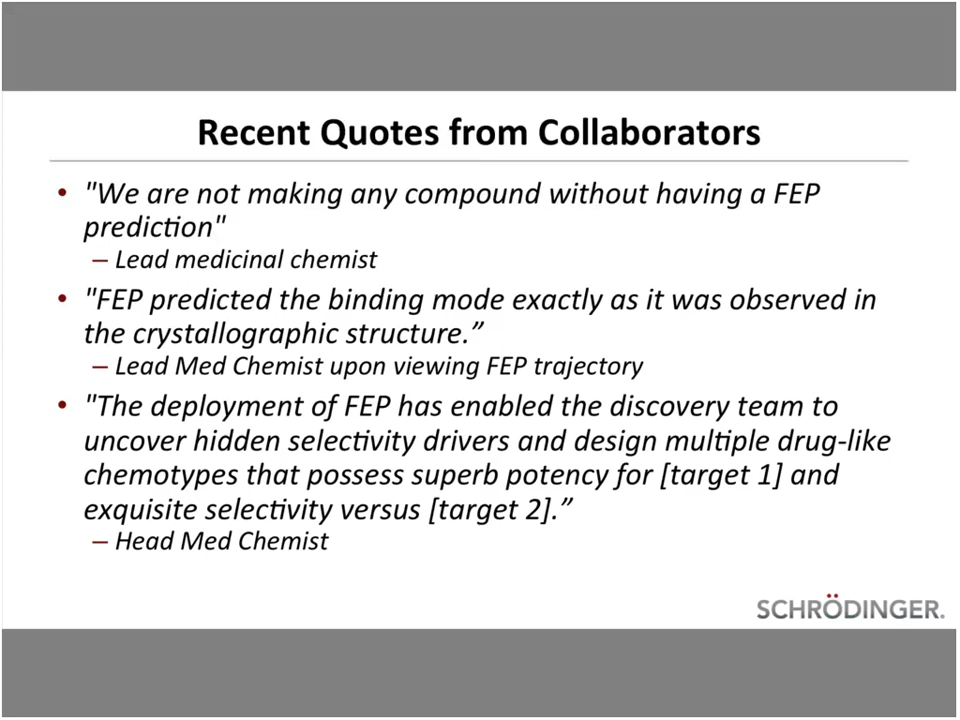 Recent Quotes from Collaborators
• "We are not making any compound without having a FEP
prediction"
– Lead medicinal chemist
• "FEP predicted the binding mode exactly as it was observed in
the crystallographic structure.”
– Lead Med Chemist upon viewing FEP trajectory
• "The deployment of FEP has enabled the discovery team to
uncover hidden selectivity drivers and design multiple drug-like
chemotypes that possess superb potency for [target 1] and
exquisite selectivity versus [target 2].”
– Head Med Chemist
SCHRÖDINGER.